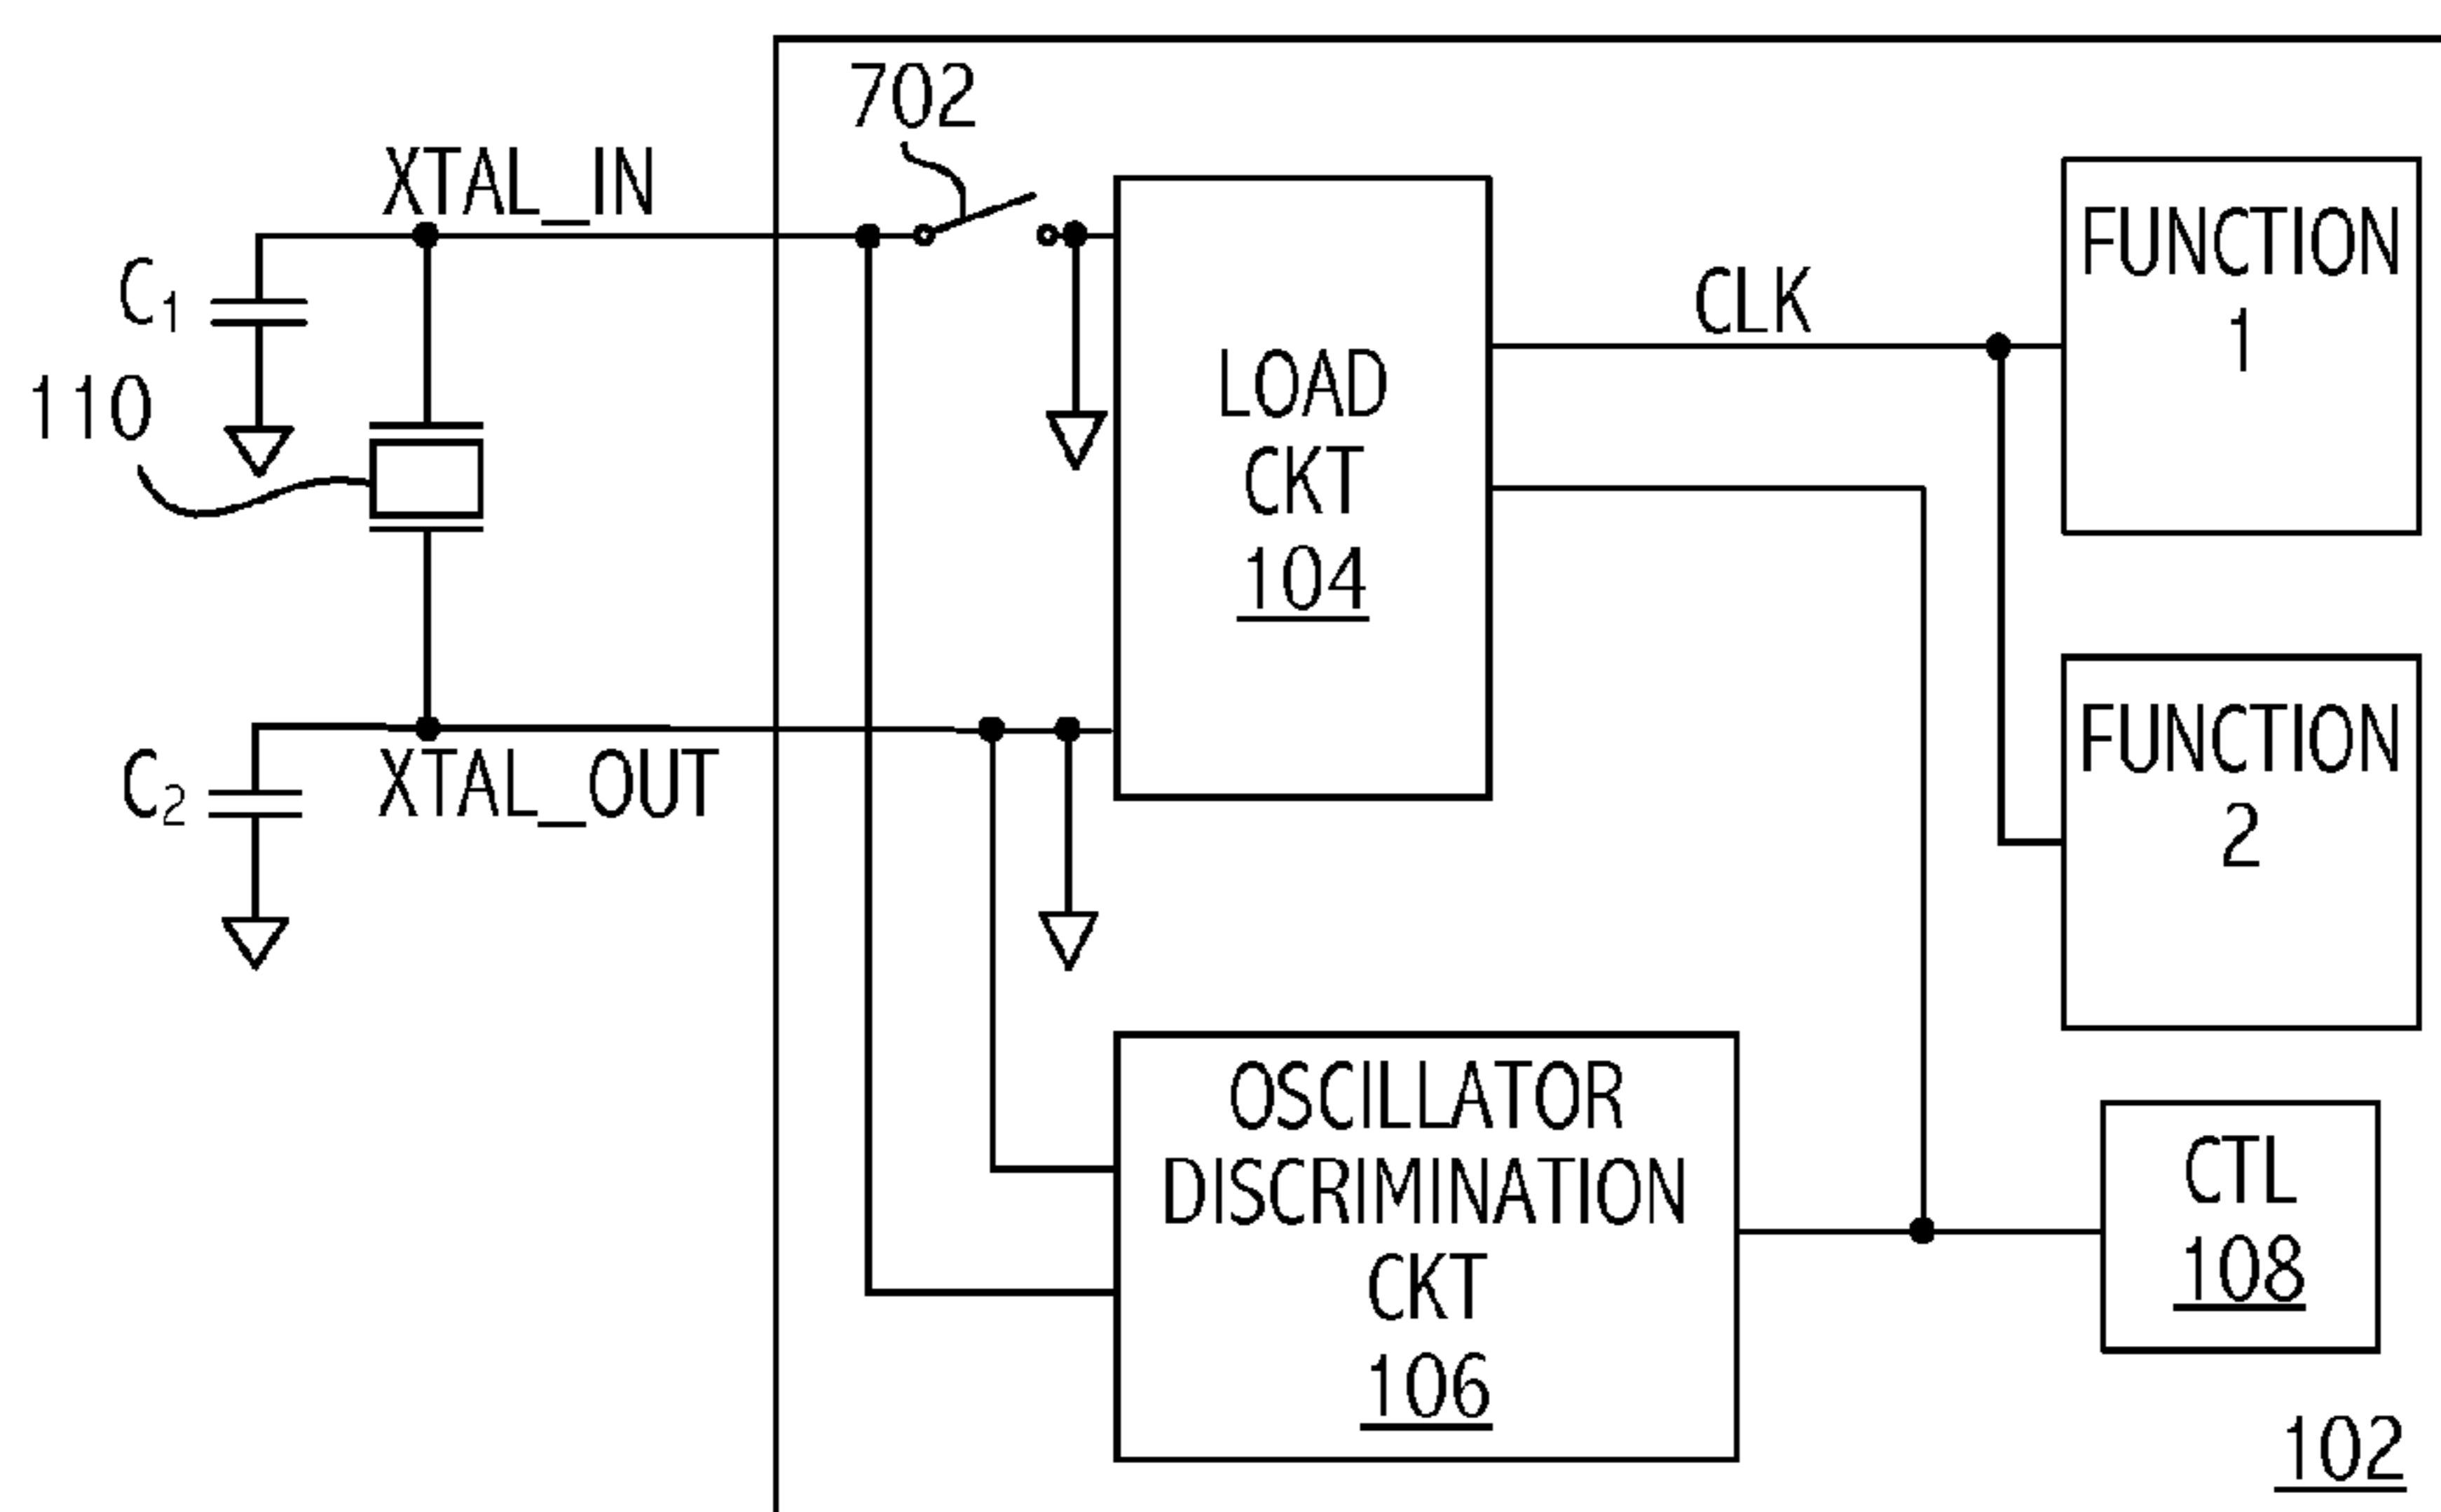 702
XTAL_IN
C₁
110
XTAL_OUT
C₂
LOAD
CKT
104
CLK
FUNCTION
1
FUNCTION
2
OSCILLATOR
DISCRIMINATION
CKT
106
CTL
108
102